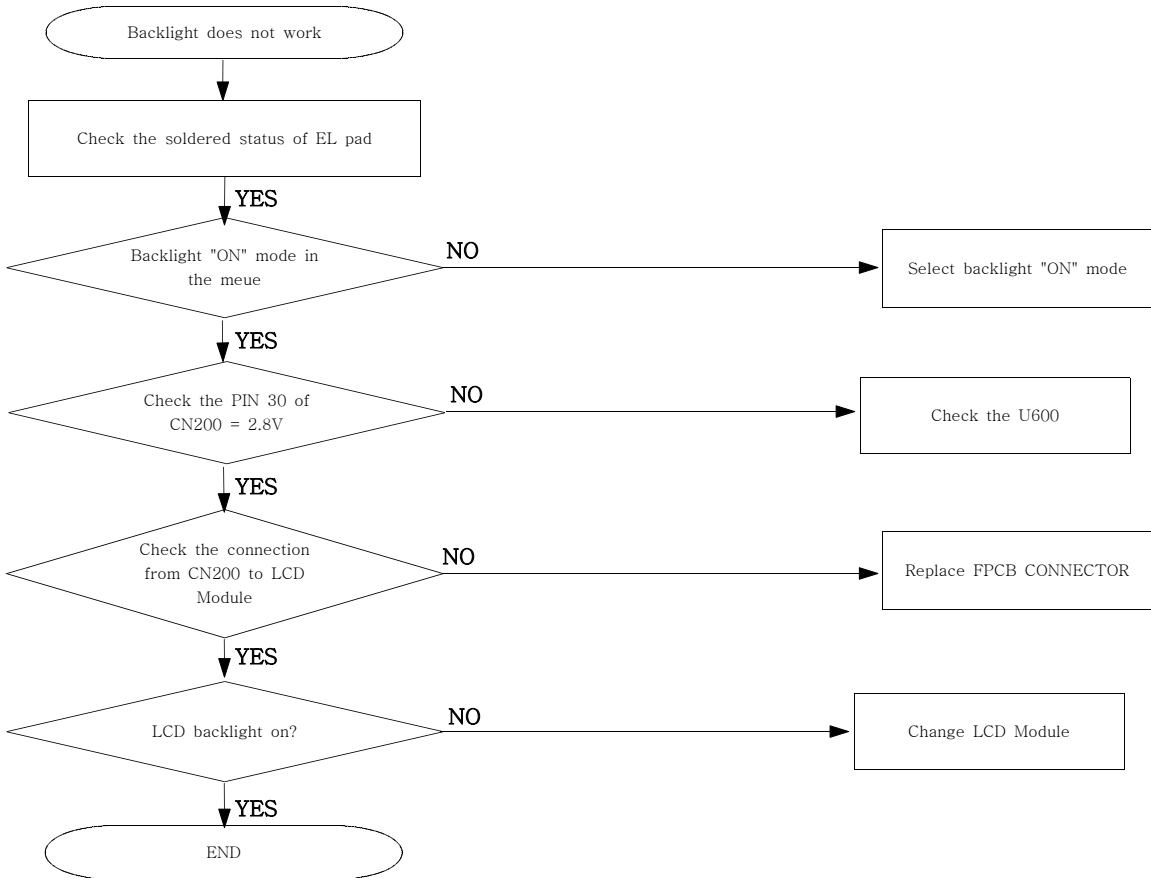 Backlight does not work
Check the soldered status of EL pad
YES
Backlight "ON" mode in
the meue
NO
Select backlight "ON" mode
YES
Check the PIN 30 of
CN200 = 2.8V
NO
Check the U600
YES
Check the connection
from CN200 to LCD
Module
NO
Replace FPCB CONNECTOR
YES
LCD backlight on?
NO
Change LCD Module
YES
END